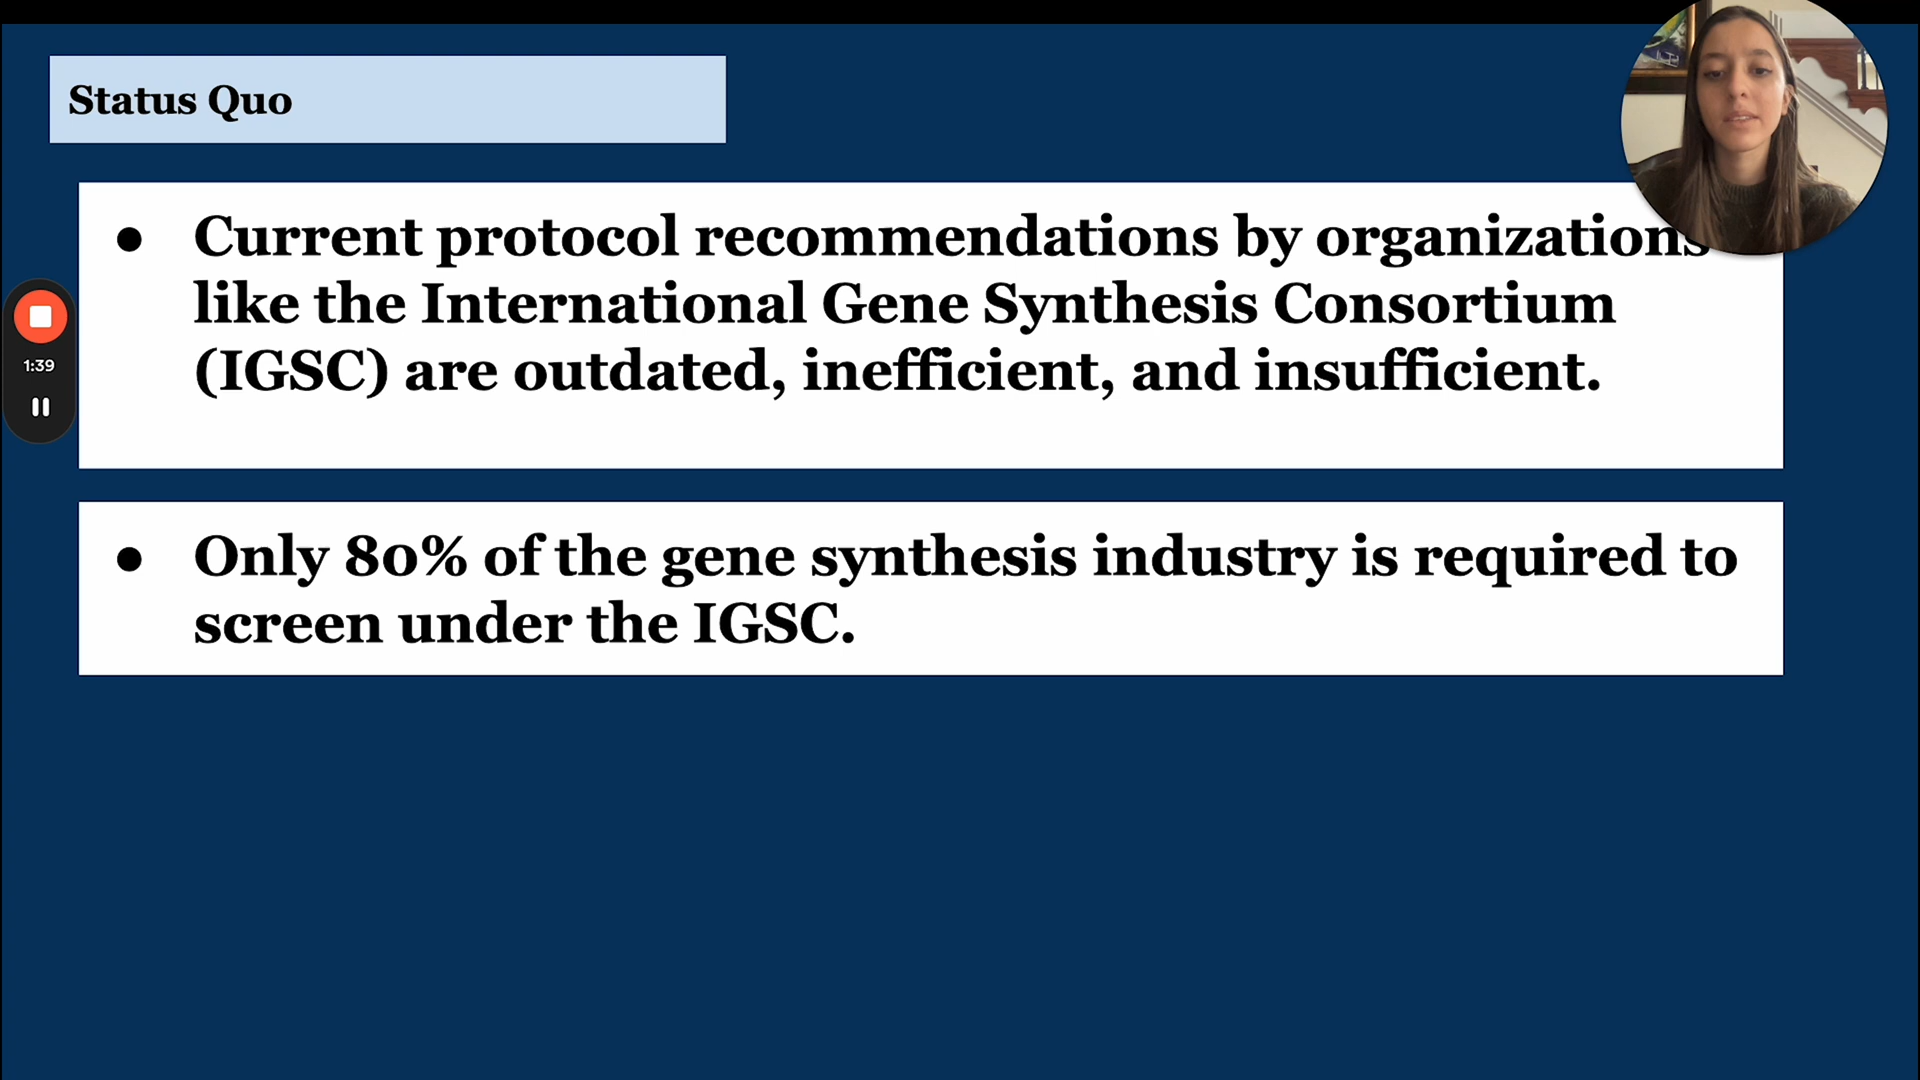 Status Quo
● Current protocol recommendations by organizations
like the International Gene Synthesis Consortium
(IGSC) are outdated, inefficient, and insufficient.
● Only 80% of the gene synthesis industry is required to
screen under the IGSC.
1:39